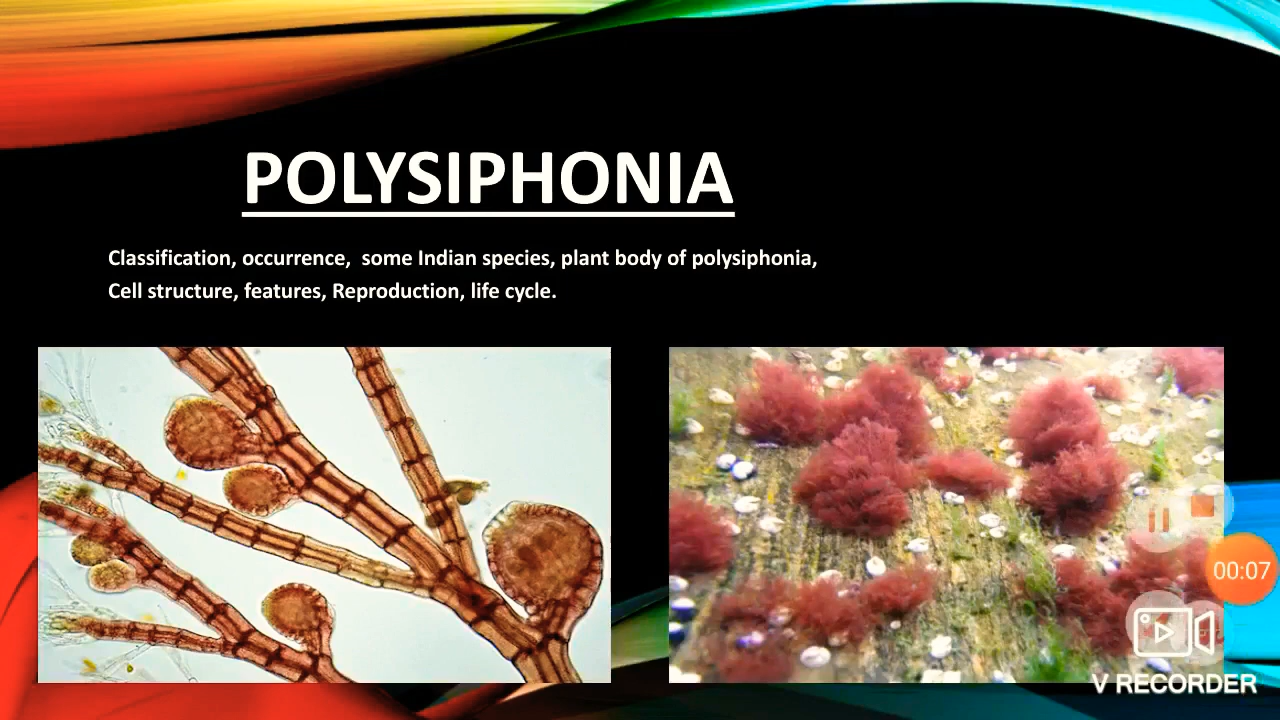 POLYSIPHONIA
Classification, occurrence, some Indian species, plant body of polysiphonia,
Cell structure, features, Reproduction, life cycle.
00:07
V RECORDER